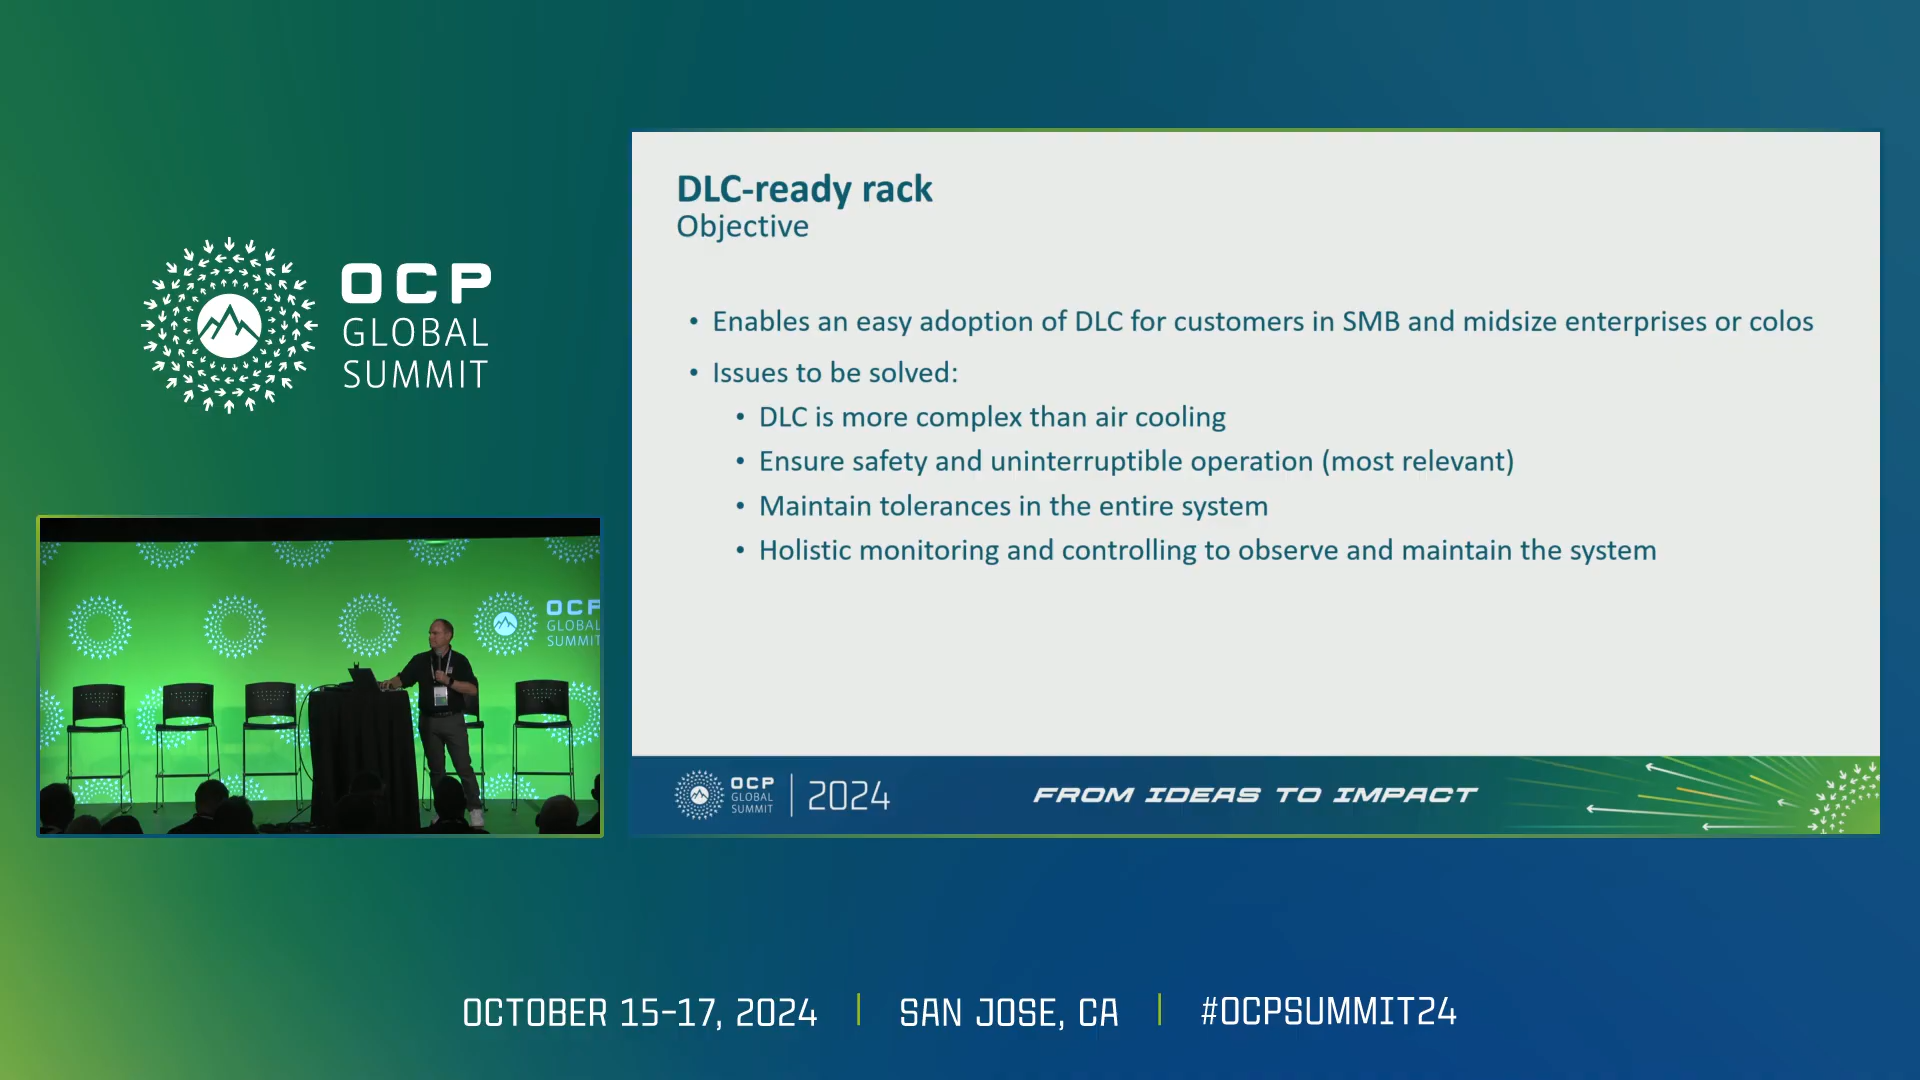 OCP
GLOBAL
SUMMIT
DLC-ready rack
Objective
• Enables an easy adoption of DLC for customers in SMB and midsize enterprises or colos
• Issues to be solved:
• DLC is more complex than air cooling
• Ensure safety and uninterruptible operation (most relevant)
• Maintain tolerances in the entire system
• Holistic monitoring and controlling to observe and maintain the system
OCP
GLOBAL
SUMMIT
2024
FROM IDEAS TO IMPACT
OCP
GLOBAL
SUMMIT
OCTOBER 15-17, 2024 | SAN JOSE, CA | #OCPSUMMIT24